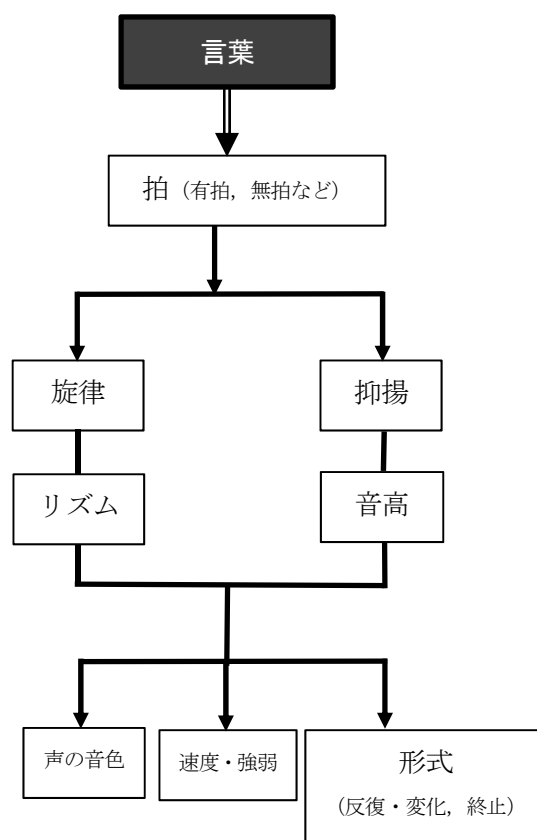 言葉
拍（有拍，無拍など）
旋律
抑揚
リズム
音高
声の音色
速度・強弱
形式
（反復・変化，終止）